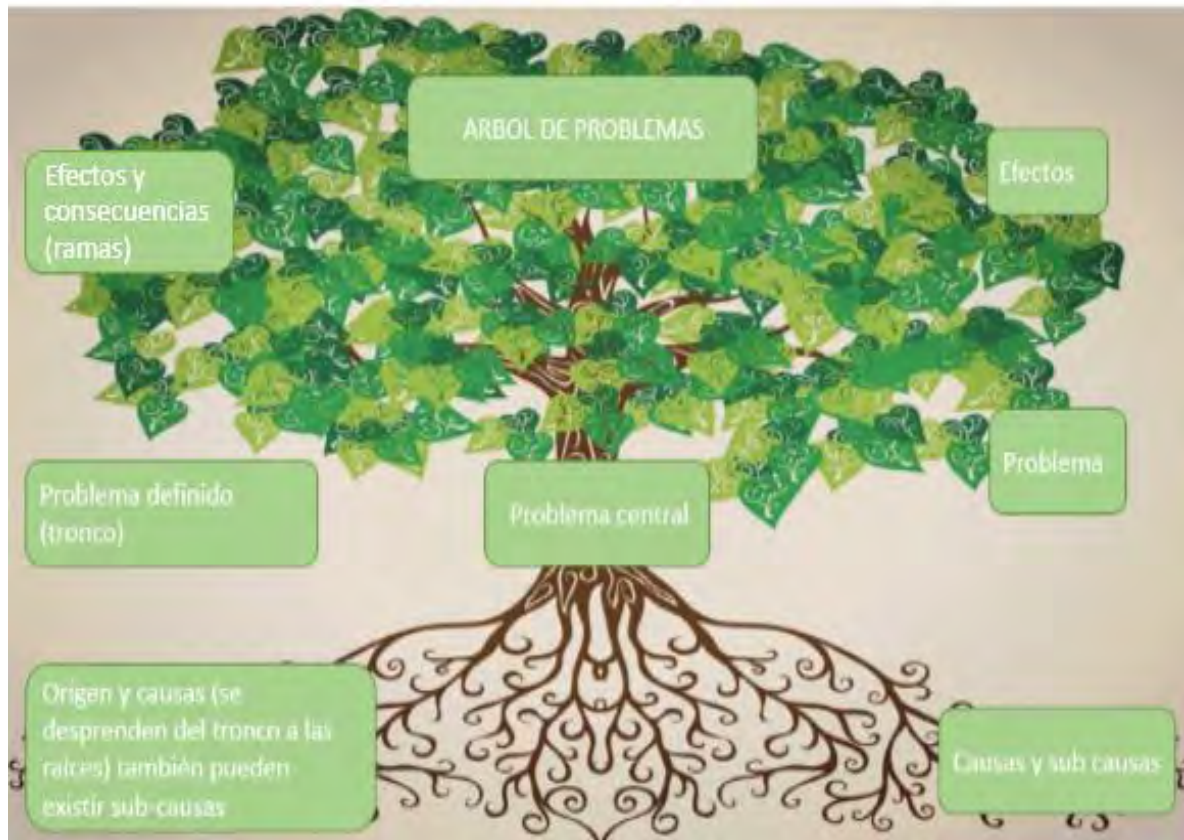 ARBOL DE PROBLEMAS
Efectos y
consecuencias
(ramas)
Efectos
Problema definido
(tronco)
Problema central
Problema
Origen y causas (se
desprenden del tronco a las
raíces) también pueden
existir sub-causas
Causas y sub causas